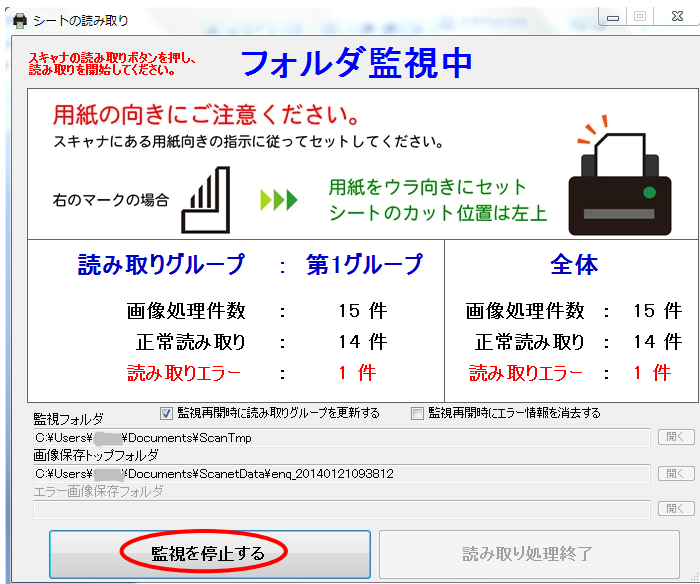 シートの読み取り
スキャナの読み取りボタンを押し、
読み取りを開始してください。
フォルダ監視中
用紙の向きにご注意ください。
スキャナにある用紙向きの指示に従ってセットしてください。
右のマークの場合
用紙をウラ向きにセット
シートのカット位置は左上
読み取りグループ : 第1グループ
画像処理件数 : 15 件
正常読み取り : 14 件
読み取りエラー : 1 件
全体
画像処理件数 : 15 件
正常読み取り : 14 件
読み取りエラー : 1 件
監視再開時に読み取りグループを更新する
監視再開時にエラー情報を消去する
監視フォルダ
C:¥Users¥ ¥Documents¥ScanTmp
開く
画像保存トップフォルダ
C:¥Users¥ ¥Documents¥ScanetData¥enq_20140121093812
開く
エラー画像保存フォルダ
開く
監視を停止する
読み取り処理終了